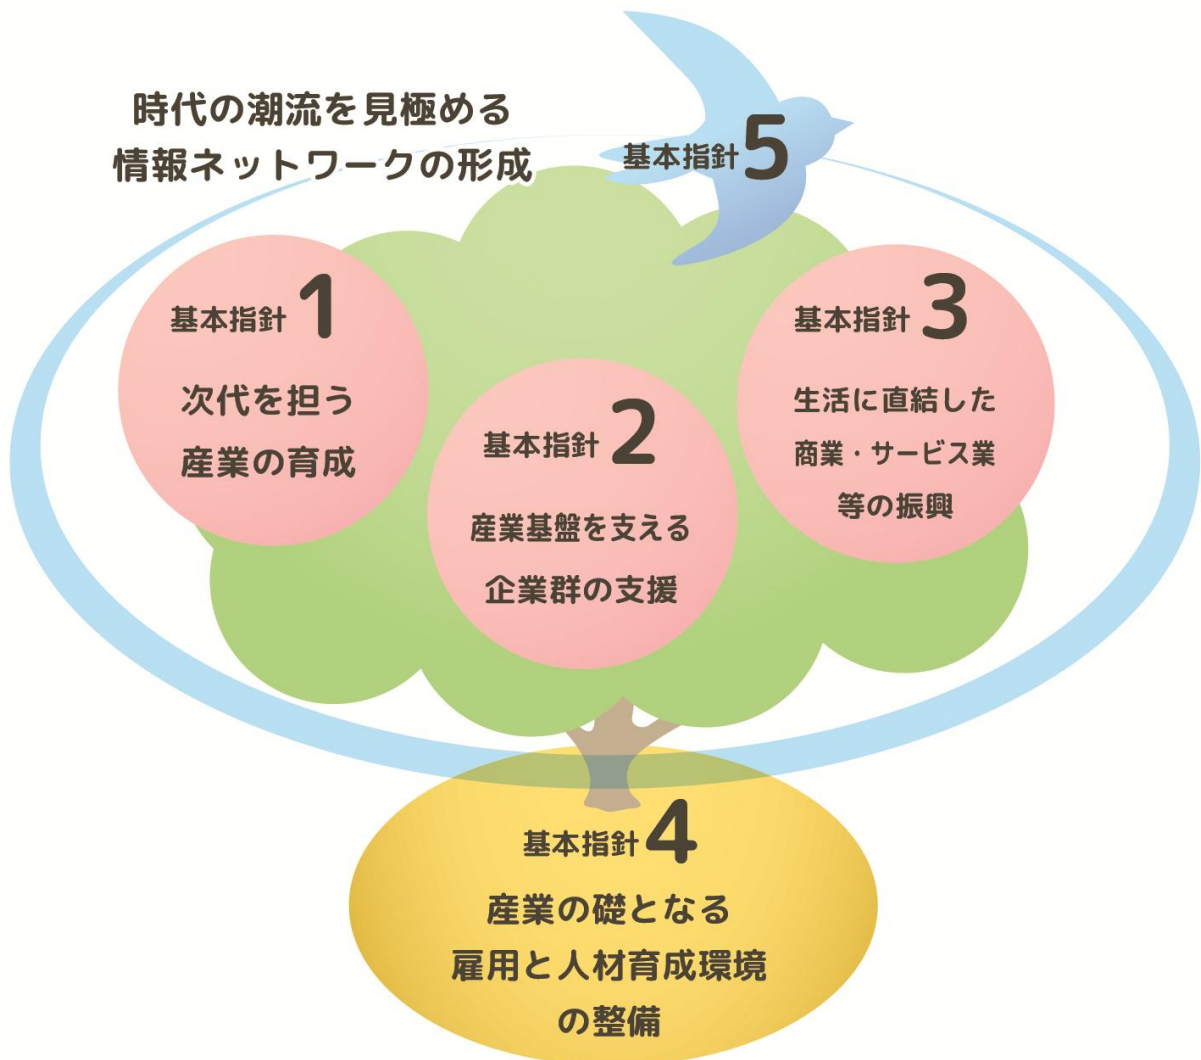 時代の潮流を見極める
情報ネットワークの形成
基本指針5
基本指針1
次代を担う
産業の育成
基本指針2
産業基盤を支える
企業群の支援
基本指針3
生活に直結した
商業・サービス業
等の振興
基本指針4
産業の礎となる
雇用と人材育成環境
の整備